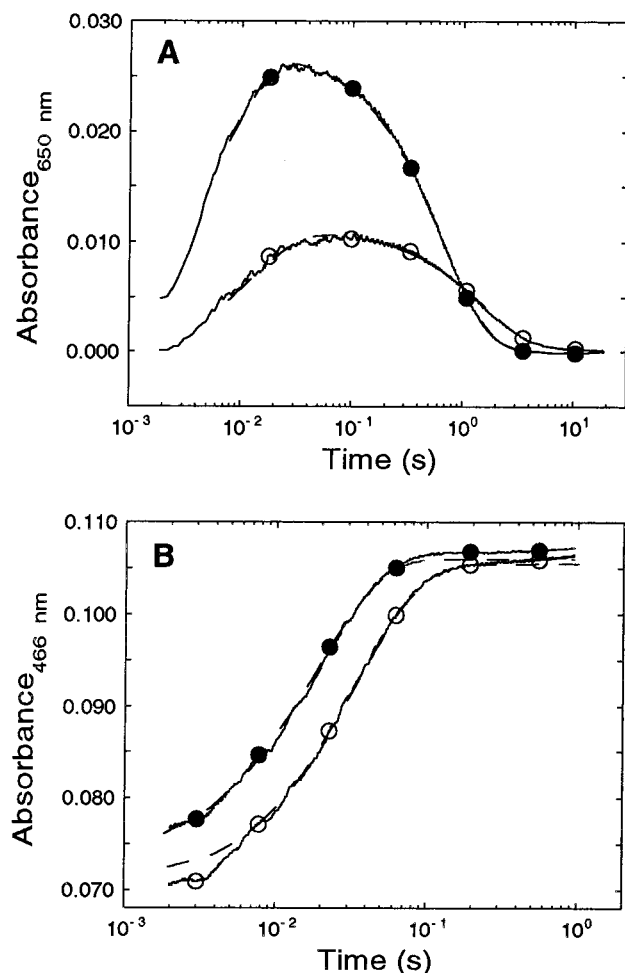 A
0.030
0.020
0.010
0.000
Absorbance650 nm
10-3 10-2 10-1 100 101
Time (s)
B
0.110
0.100
0.090
0.080
0.070
Absorbance466 nm
10-3 10-2 10-1 100
Time (s)